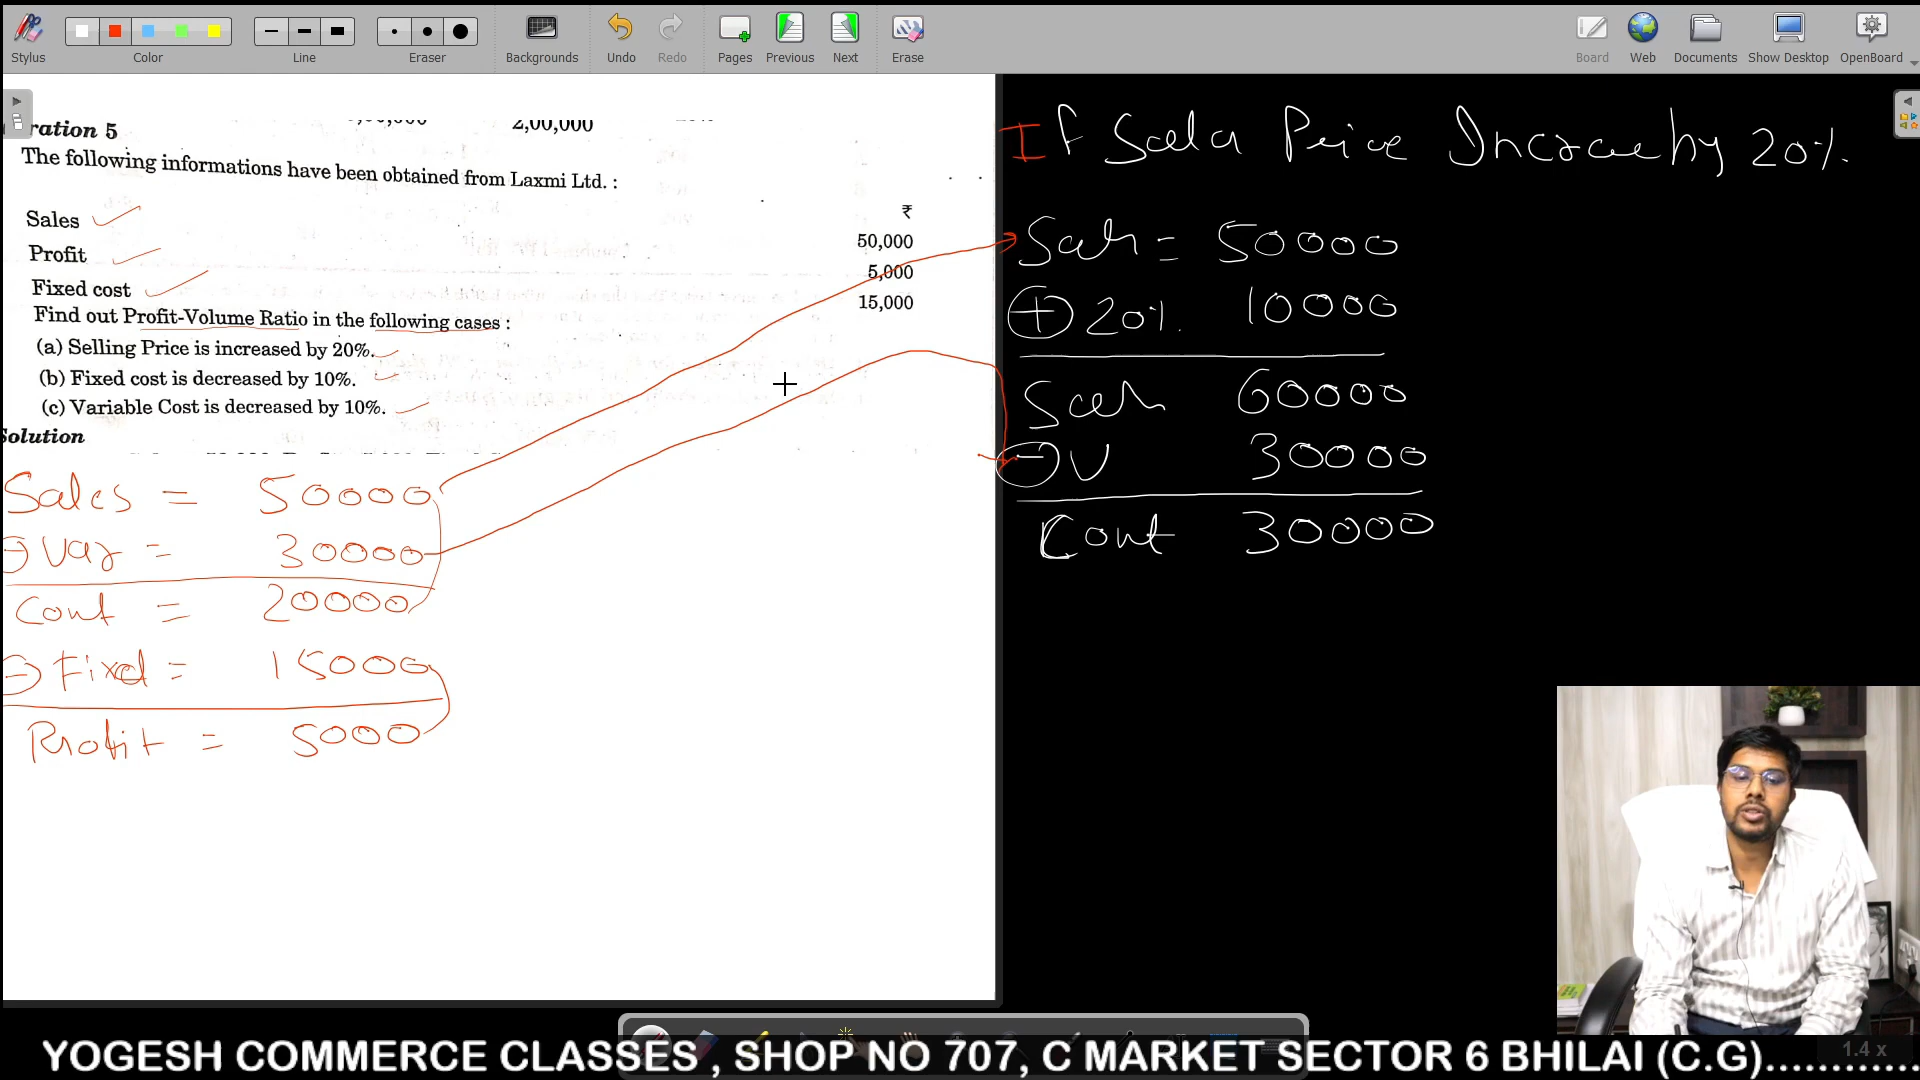 Stylus Color Line Eraser Backgrounds Undo Redo Pages Previous Next Erase Board Web Documents Show Desktop OpenBoard
2,00,000
ration 5
The following informations have been obtained from Laxmi Ltd. :
₹
Sales 50,000
Profit 5,000
Fixed cost 15,000
Find out Profit-Volume Ratio in the following cases :
(a) Selling Price is increased by 20%.
(b) Fixed cost is decreased by 10%.
(c) Variable Cost is decreased by 10%.
Solution
Sales = 50000
- Var = 30000
Cont = 20000
- Fixed = 15000
Profit = 5000
If Sales Price Increase by 20%.
Sales = 50000
+ 20%. 10000
Sales 60000
- V 30000
Cont 30000
1.4 x
YOGESH COMMERCE CLASSES , SHOP NO 707, C MARKET SECTOR 6 BHILAI (C.G)............